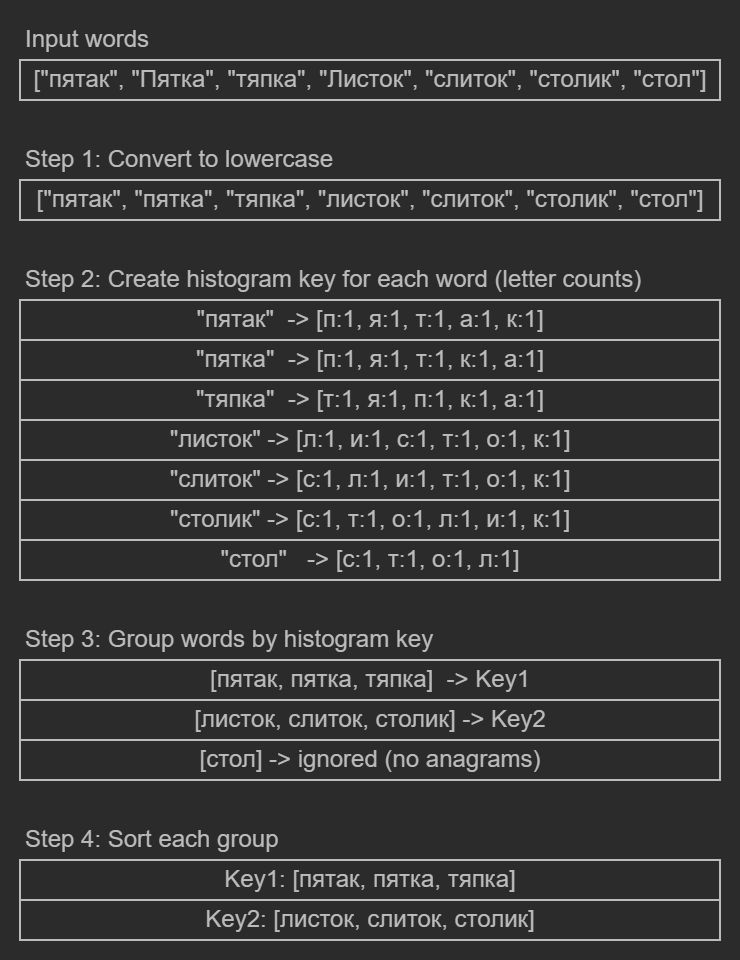 Input words
["пятак", "Пятка", "тяпка", "Листок", "слиток", "столик", "стол"]
Step 1: Convert to lowercase
["пятак", "пятка", "тяпка", "листок", "слиток", "столик", "стол"]
Step 2: Create histogram key for each word (letter counts)
"пятак" -> [п:1, я:1, т:1, а:1, к:1]
"пятка" -> [п:1, я:1, т:1, к:1, а:1]
"тяпка" -> [т:1, я:1, п:1, к:1, а:1]
"листок" -> [л:1, и:1, с:1, т:1, о:1, к:1]
"слиток" -> [с:1, л:1, и:1, т:1, о:1, к:1]
"столик" -> [с:1, т:1, о:1, л:1, и:1, к:1]
"стол" -> [с:1, т:1, о:1, л:1]
Step 3: Group words by histogram key
[пятак, пятка, тяпка] -> Key1
[листок, слиток, столик] -> Key2
[стол] -> ignored (no anagrams)
Step 4: Sort each group
Key1: [пятак, пятка, тяпка]
Key2: [листок, слиток, столик]